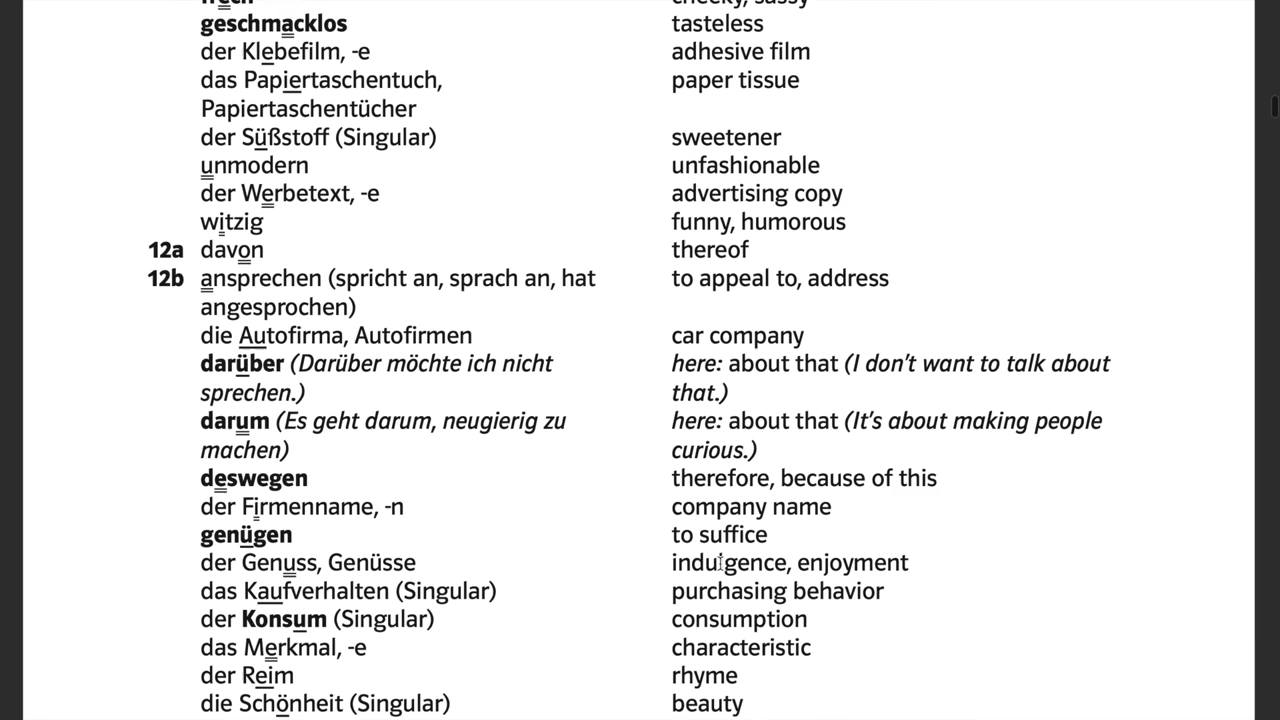 frech cheeky, sassy
geschmacklos tasteless
der Klebefilm, -e adhesive film
das Papiertaschentuch, paper tissue
Papiertaschentücher
der Süßstoff (Singular) sweetener
unmodern unfashionable
der Werbetext, -e advertising copy
witzig funny, humorous
12a davon thereof
12b ansprechen (spricht an, sprach an, hat to appeal to, address
angesprochen)
die Autofirma, Autofirmen car company
darüber (Darüber möchte ich nicht here: about that (I don’t want to talk about
sprechen.) that.)
darum (Es geht darum, neugierig zu here: about that (It’s about making people
machen) curious.)
deswegen therefore, because of this
der Firmenname, -n company name
genügen to suffice
der Genuss, Genüsse indulgence, enjoyment
das Kaufverhalten (Singular) purchasing behavior
der Konsum (Singular) consumption
das Merkmal, -e characteristic
der Reim rhyme
die Schönheit (Singular) beauty